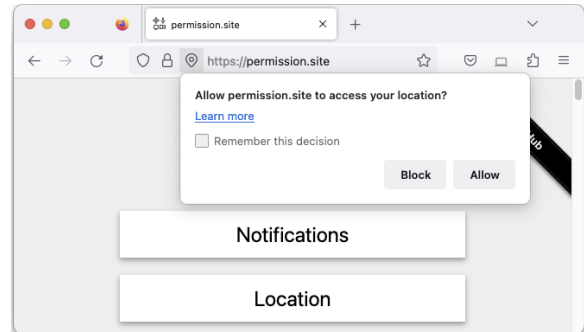 permission.site
https://permission.site
Allow permission.site to access your location?
Learn more
Remember this decision
Block Allow
Notifications
Location